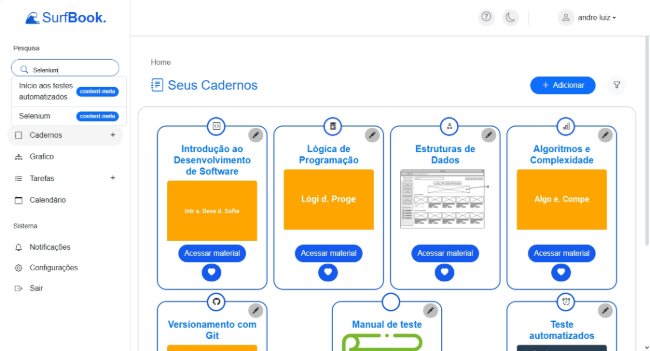 SurfBook.
andre luiz
Pesquisa
Selenium
Início aos testes
automatizados
content.meta
Selenium
content.meta
Cadernos
+
Grafico
Tarefas
+
Calendário
Sistema
Notificações
Configurações
Sair
Home
Seus Cadernos
+ Adicionar
Introdução ao
Desenvolvimento
de Software
Intr a. Dese d. Softw
Acessar material
Lógica de
Programação
Lógi d. Proge
Acessar material
Estruturas de
Dados
Acessar material
Algoritmos e
Complexidade
Algo e. Compe
Acessar material
Versionamento com
Git
Manual de teste
Teste
automatizados